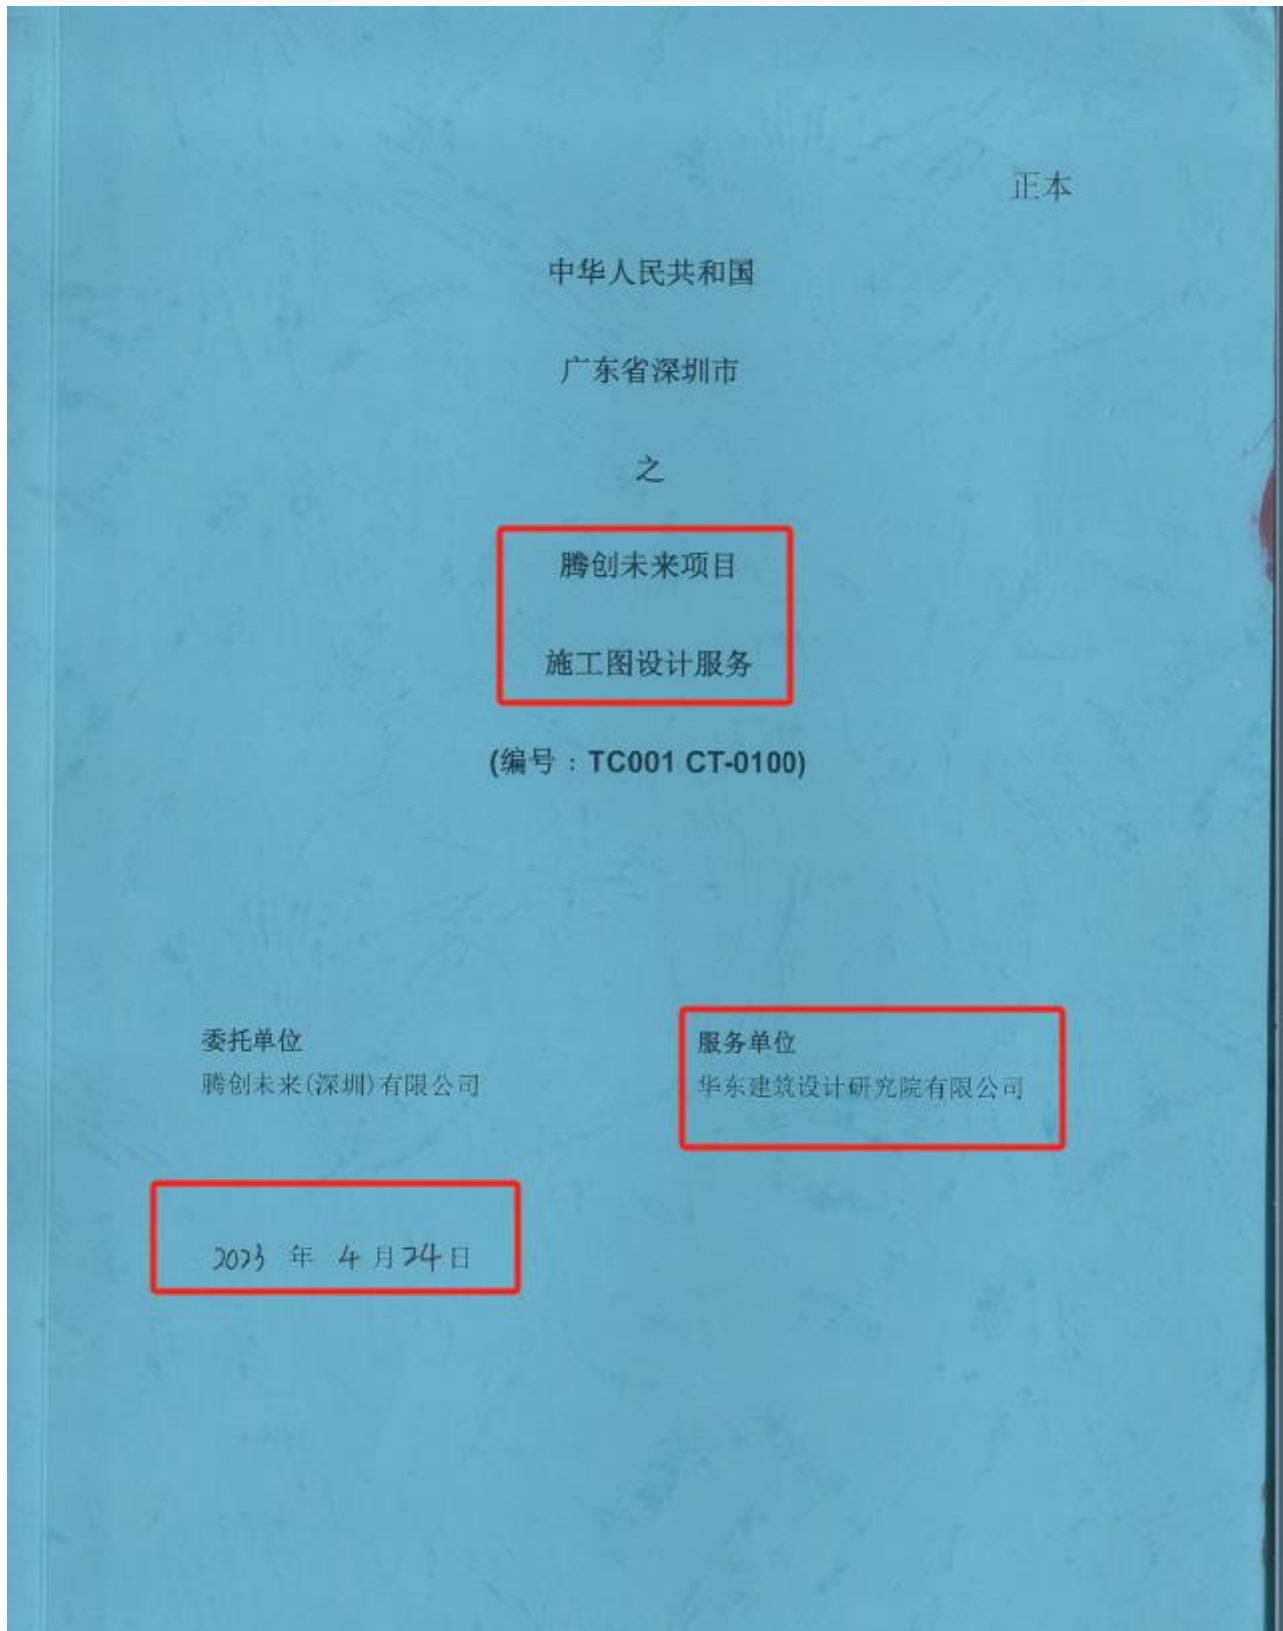 正本
中华人民共和国
广东省深圳市
之
腾创未来项目
施工图设计服务
(编号：TC001 CT-0100)
委托单位
腾创未来(深圳)有限公司
服务单位
华东建筑设计研究院有限公司
2023 年 4 月 24 日